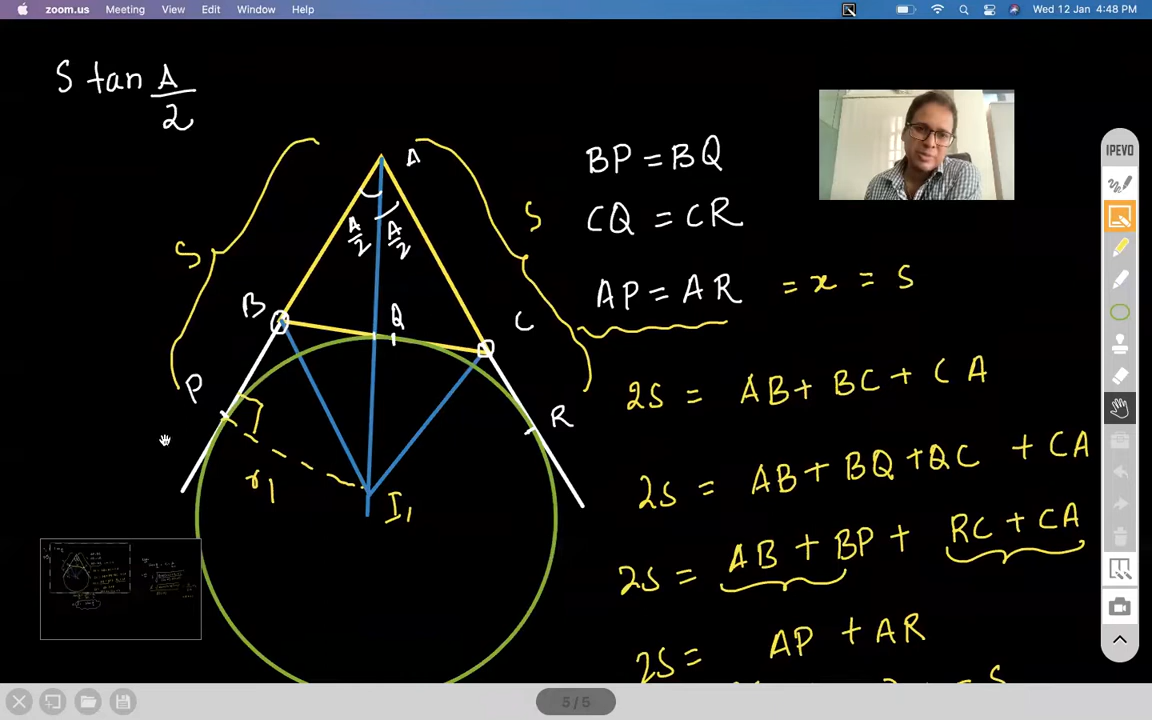 zoom.us Meeting View Edit Window Help Wed 12 Jan 4:48 PM
S tan A/2
A
BP = BQ
IPEVO
S
S
A/2 A/2
CQ = CR
AP = AR = x = S
B
Q
C
P
R
2S = AB + BC + CA
2S = AB + BQ + QC + CA
r1
I1
2S = AB + BP + RC + CA
2S = AP + AR
5 / 5